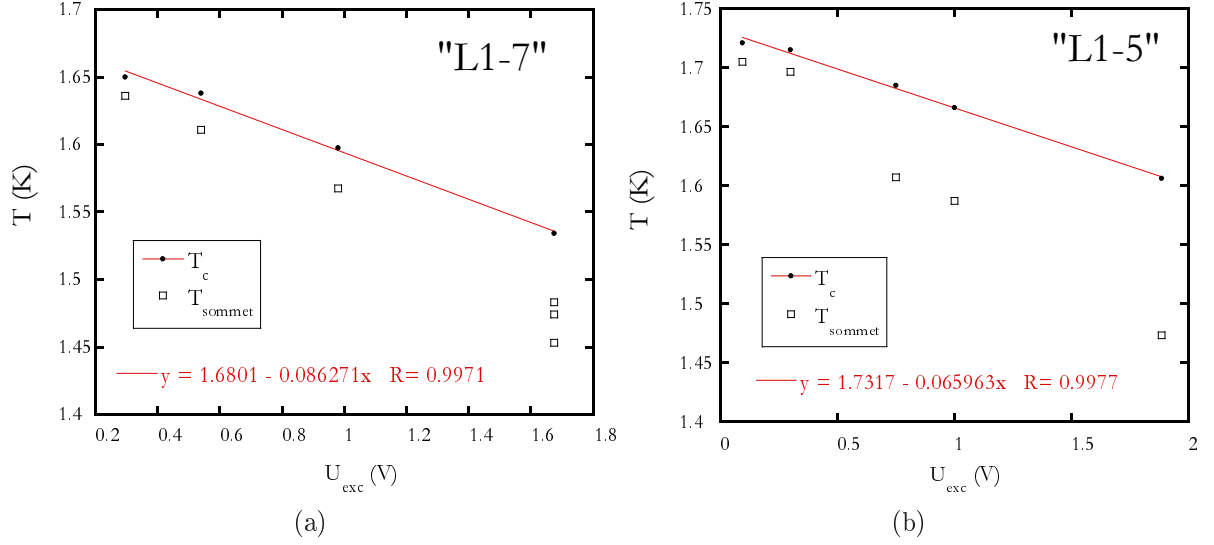 "L1-7"
T (K)
1.7
1.65
1.6
1.55
1.5
1.45
1.4
T_c
T_sommet
y = 1.6801 - 0.086271x R= 0.9971
0.2 0.4 0.6 0.8 1 1.2 1.4 1.6 1.8
U_exc (V)
(a)
"L1-5"
T (K)
1.75
1.7
1.65
1.6
1.55
1.5
1.45
1.4
T_c
T_sommet
y = 1.7317 - 0.065963x R= 0.9977
0 0.5 1 1.5 2
U_exc (V)
(b)